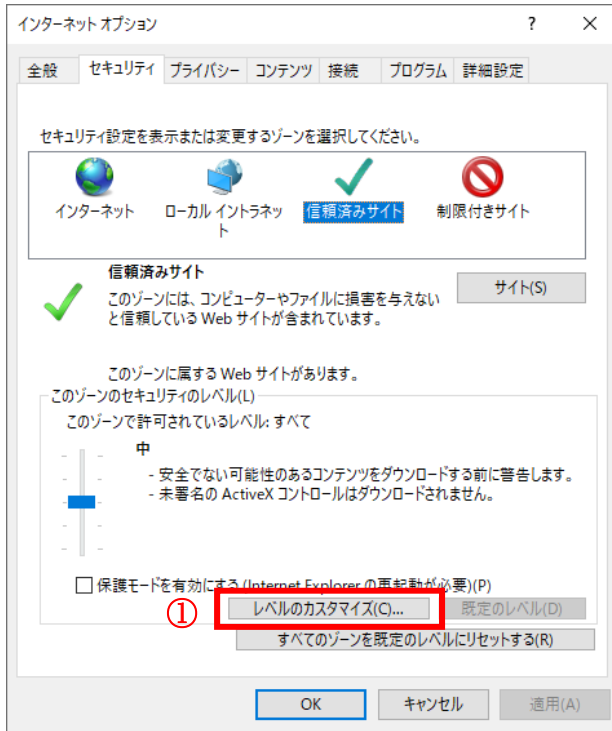 インターネット オプション ? ×
全般 セキュリティ プライバシー コンテンツ 接続 プログラム 詳細設定
セキュリティ設定を表示または変更するゾーンを選択してください。
インターネット ローカル イントラネッ 信頼済みサイト 制限付きサイト
ト
信頼済みサイト
サイト(S)
このゾーンには、コンピューターやファイルに損害を与えない
と信頼している Web サイトが含まれています。
このゾーンに属する Web サイトがあります。
このゾーンのセキュリティのレベル(L)
このゾーンで許可されているレベル: すべて
中
- 安全でない可能性のあるコンテンツをダウンロードする前に警告します。
- 未署名の ActiveX コントロールはダウンロードされません。
保護モードを有効にする (Internet Explorer の再起動が必要)(P)
① レベルのカスタマイズ(C)... 既定のレベル(D)
すべてのゾーンを既定のレベルにリセットする(R)
OK キャンセル 適用(A)